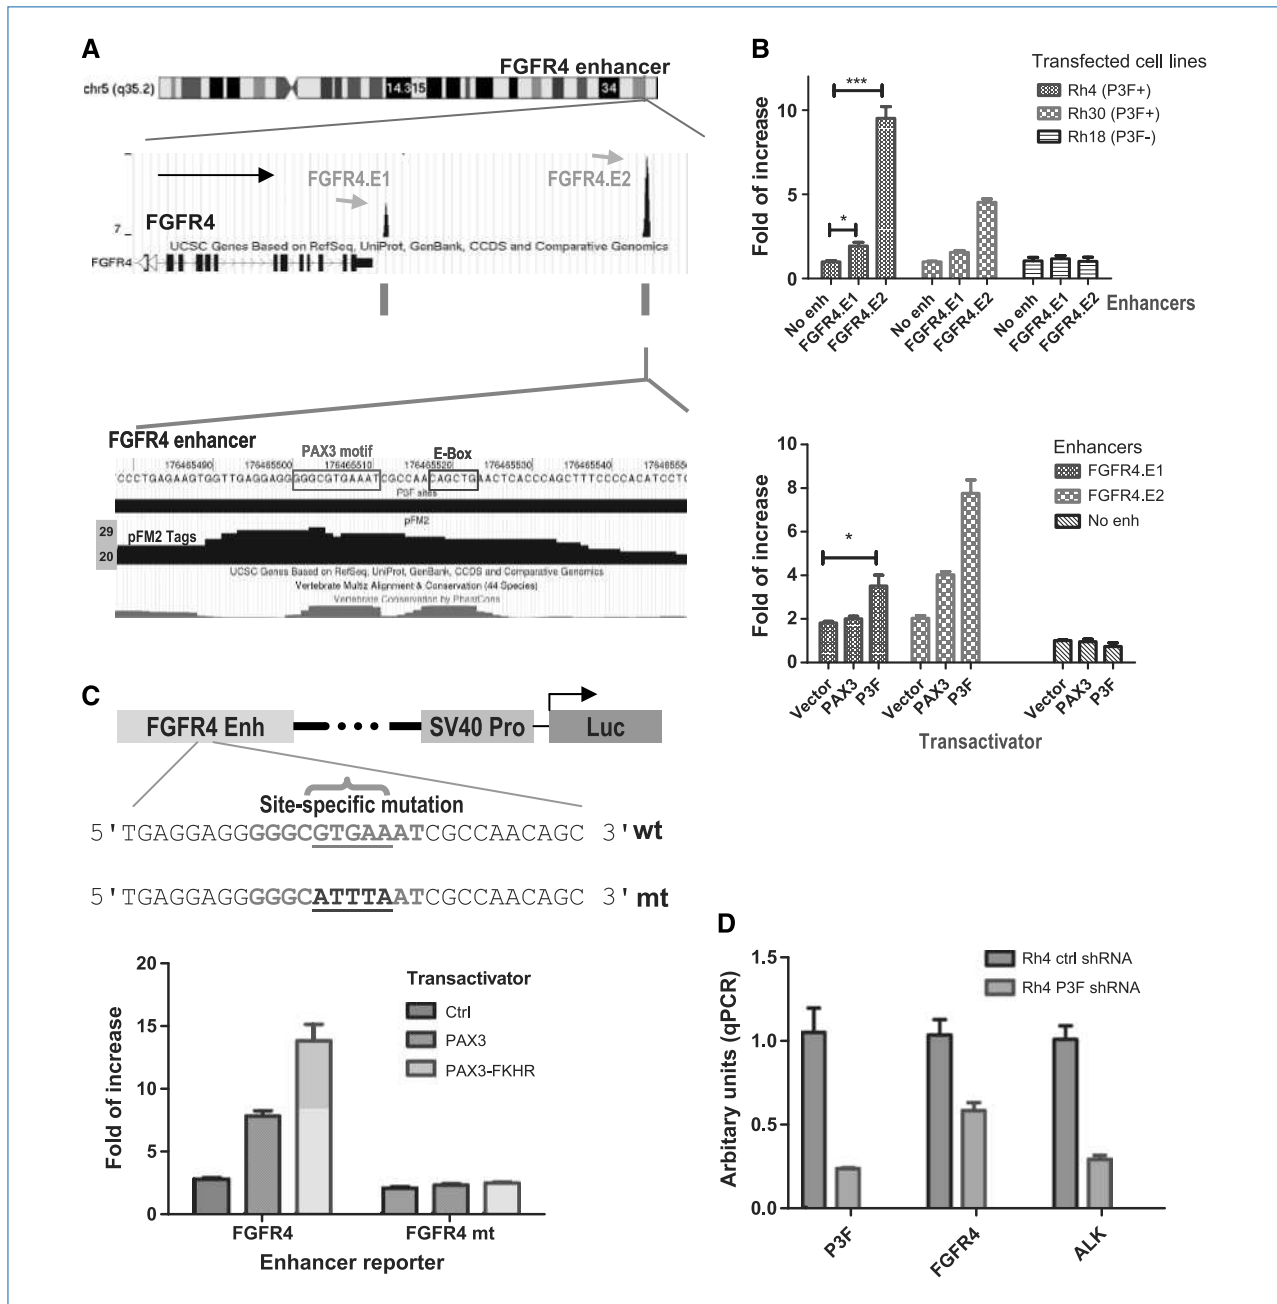 A
FGFR4 enhancer
chr5 (q35.2)
14.3
15
34
FGFR4.E1
FGFR4.E2
FGFR4
7
UCSC Genes Based on RefSeq, UniProt, GenBank, CCDS and Comparative Genomics
FGFR4
FGFR4 enhancer
PAX3 motif
E-Box
176465490
176465500
176465510
176465520
176465530
176465540
CCCTGAGAAGTGGTTGAGGAGGGGGCGTGAAATCGCCAACAGCTGAACTCACCCAGCTTTCCCCACATCCTC
P3F sites
pFM2
29
pFM2 Tags
20
UCSC Genes Based on RefSeq, UniProt, GenBank, CCDS and Comparative Genomics
Vertebrate Multiz Alignment & Conservation (44 Species)
Vertebrate Conservation by PhastCons
B
Transfected cell lines
Rh4 (P3F+)
Rh30 (P3F+)
Rh18 (P3F-)
Fold of increase
10
5
0
***
*
No enh
FGFR4.E1
FGFR4.E2
No enh
FGFR4.E1
FGFR4.E2
No enh
FGFR4.E1
FGFR4.E2
Enhancers
Enhancers
FGFR4.E1
FGFR4.E2
No enh
Fold of increase
10
8
6
4
2
0
*
Vector
PAX3
P3F
Vector
PAX3
P3F
Vector
PAX3
P3F
Transactivator
C
FGFR4 Enh
SV40 Pro
Luc
Site-specific mutation
5'TGAGGAGGGGGCGTGAAATCGCCAACAGC 3' wt
5'TGAGGAGGGGGCATTTAATCGCCAACAGC 3' mt
Transactivator
Ctrl
PAX3
PAX3-FKHR
Fold of increase
20
15
10
5
0
FGFR4
FGFR4 mt
Enhancer reporter
D
Rh4 ctrl shRNA
Rh4 P3F shRNA
Arbitary units (qPCR)
1.5
1.0
0.5
0.0
P3F
FGFR4
ALK